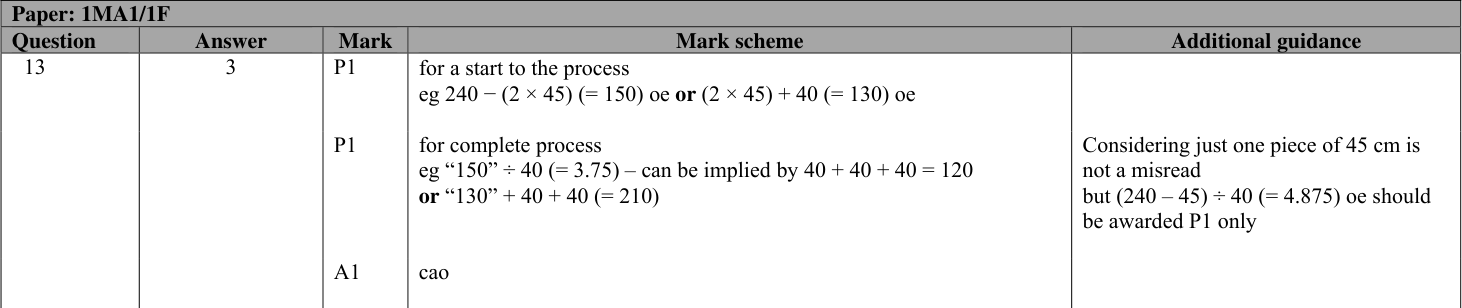 Paper: 1MA1/1F
Question Answer Mark Mark scheme Additional guidance
13 3 P1 for a start to the process
eg 240 − (2 × 45) (= 150) oe or (2 × 45) + 40 (= 130) oe
P1 for complete process Considering just one piece of 45 cm is
eg “150” ÷ 40 (= 3.75) – can be implied by 40 + 40 + 40 = 120 not a misread
or “130” + 40 + 40 (= 210) but (240 – 45) ÷ 40 (= 4.875) oe should
be awarded P1 only
A1 cao